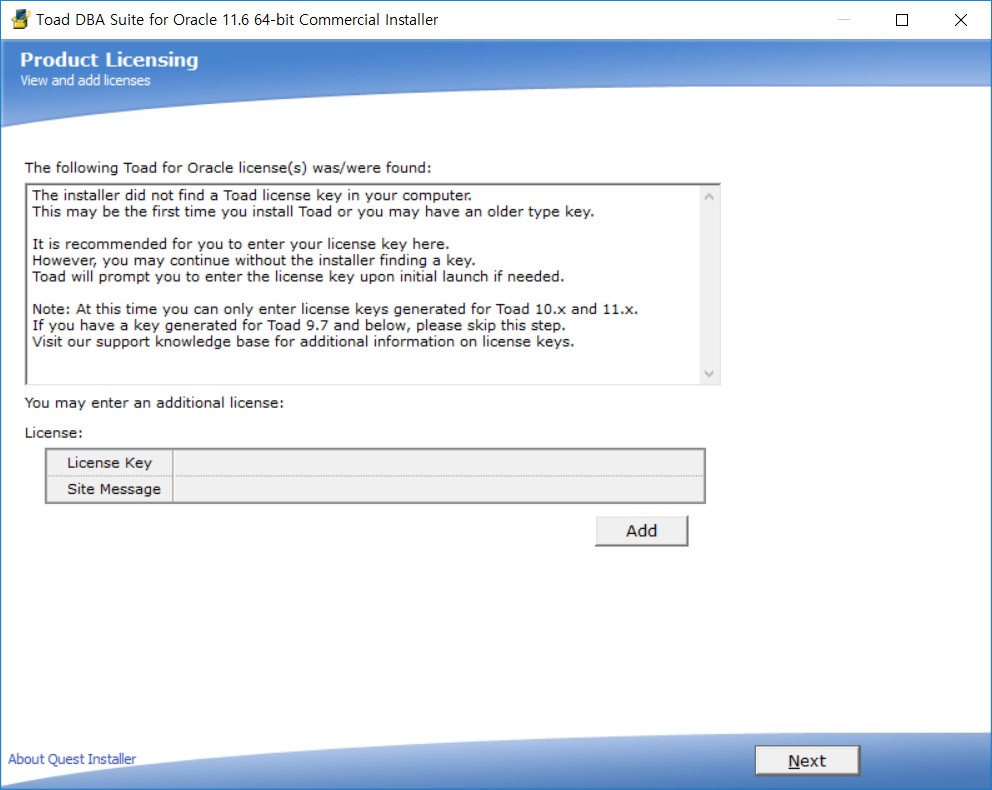 Toad DBA Suite for Oracle 11.6 64-bit Commercial Installer
Product Licensing
View and add licenses
The following Toad for Oracle license(s) was/were found:
The installer did not find a Toad license key in your computer.
This may be the first time you install Toad or you may have an older type key.
It is recommended for you to enter your license key here.
However, you may continue without the installer finding a key.
Toad will prompt you to enter the license key upon initial launch if needed.
Note: At this time you can only enter license keys generated for Toad 10.x and 11.x.
If you have a key generated for Toad 9.7 and below, please skip this step.
Visit our support knowledge base for additional information on license keys.
You may enter an additional license:
License:
License Key
Site Message
Add
About Quest Installer
Next